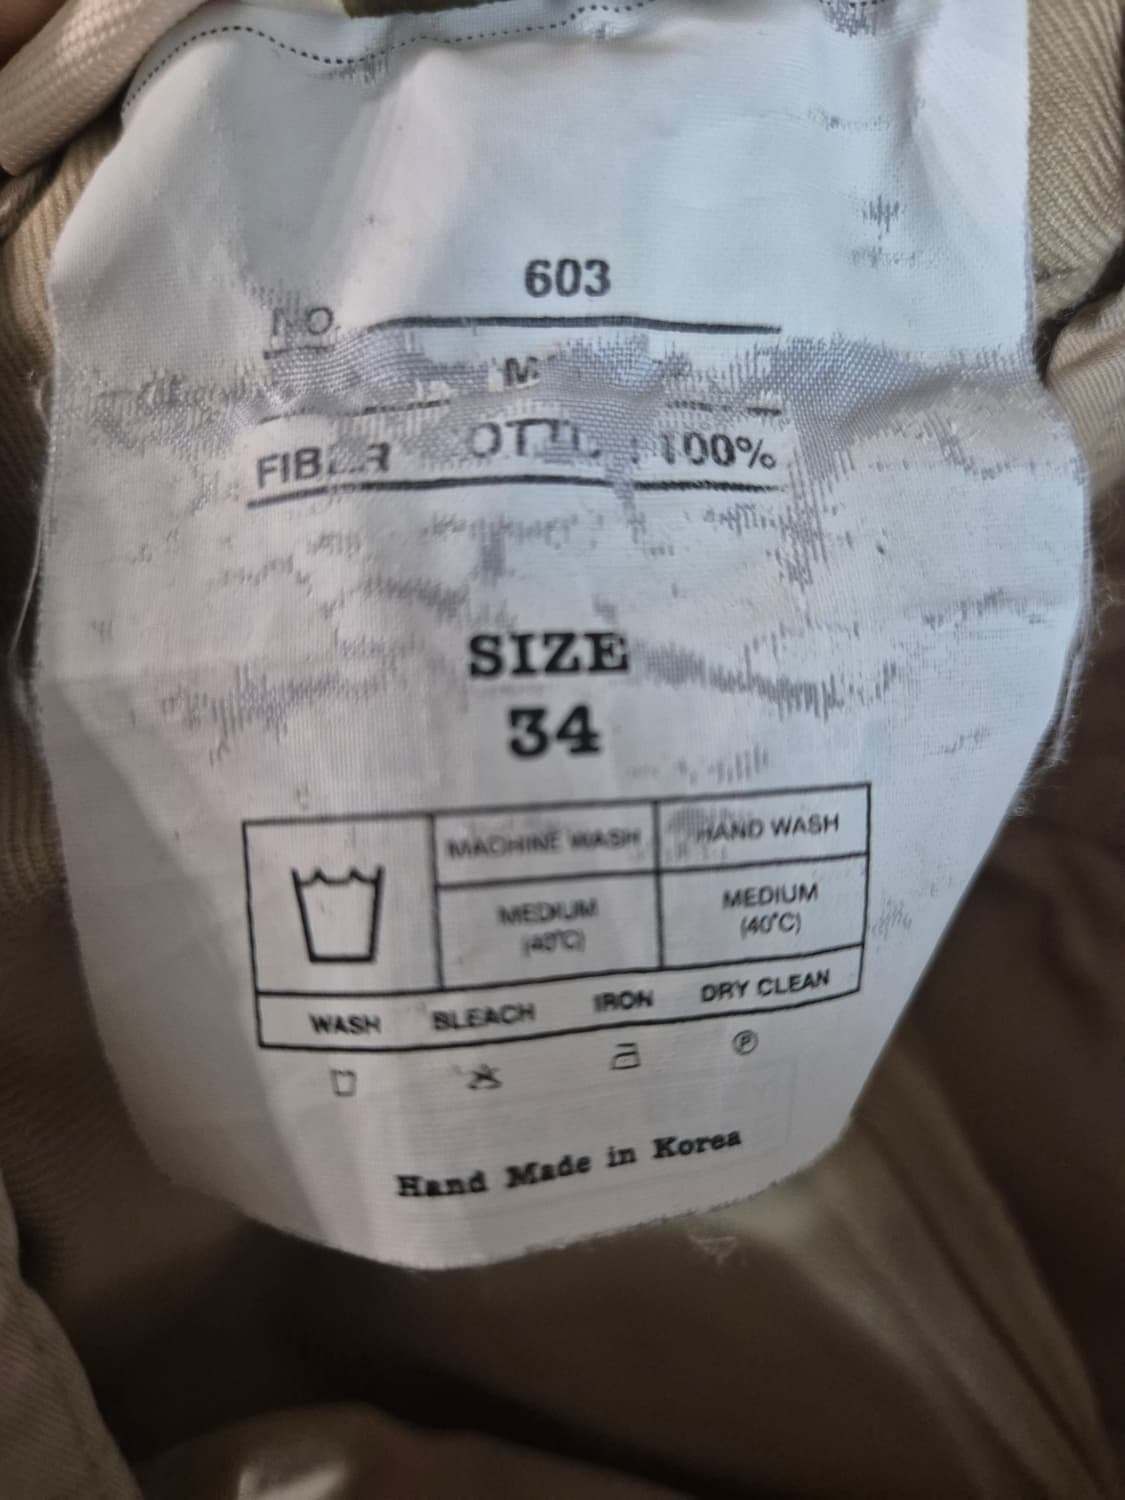 603
NO.
FIBER 100%
SIZE
34
MACHINE WASH HAND WASH
MEDIUM MEDIUM
(40°C) (40°C)
WASH BLEACH IRON DRY CLEAN
P
Hand Made in Korea